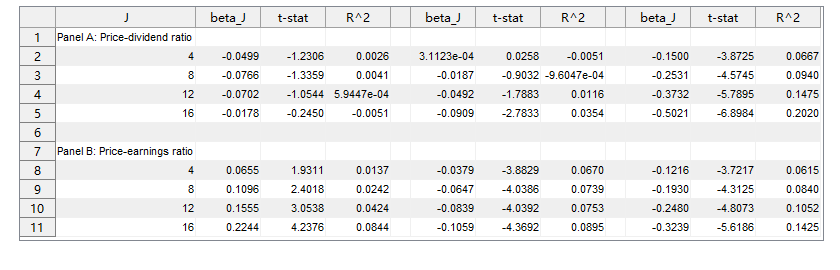 J beta_J t-stat R^2 beta_J t-stat R^2 beta_J t-stat R^2
1 Panel A: Price-dividend ratio
2 4 -0.0499 -1.2306 0.0026 3.1123e-04 0.0258 -0.0051 -0.1500 -3.8725 0.0667
3 8 -0.0766 -1.3359 0.0041 -0.0187 -0.9032 -9.6047e-04 -0.2531 -4.5745 0.0940
4 12 -0.0702 -1.0544 5.9447e-04 -0.0492 -1.7883 0.0116 -0.3732 -5.7895 0.1475
5 16 -0.0178 -0.2450 -0.0051 -0.0909 -2.7833 0.0354 -0.5021 -6.8984 0.2020
6
7 Panel B: Price-earnings ratio
8 4 0.0655 1.9311 0.0137 -0.0379 -3.8829 0.0670 -0.1216 -3.7217 0.0615
9 8 0.1096 2.4018 0.0242 -0.0647 -4.0386 0.0739 -0.1930 -4.3125 0.0840
10 12 0.1555 3.0538 0.0424 -0.0839 -4.0392 0.0753 -0.2480 -4.8073 0.1052
11 16 0.2244 4.2376 0.0844 -0.1059 -4.3692 0.0895 -0.3239 -5.6186 0.1425